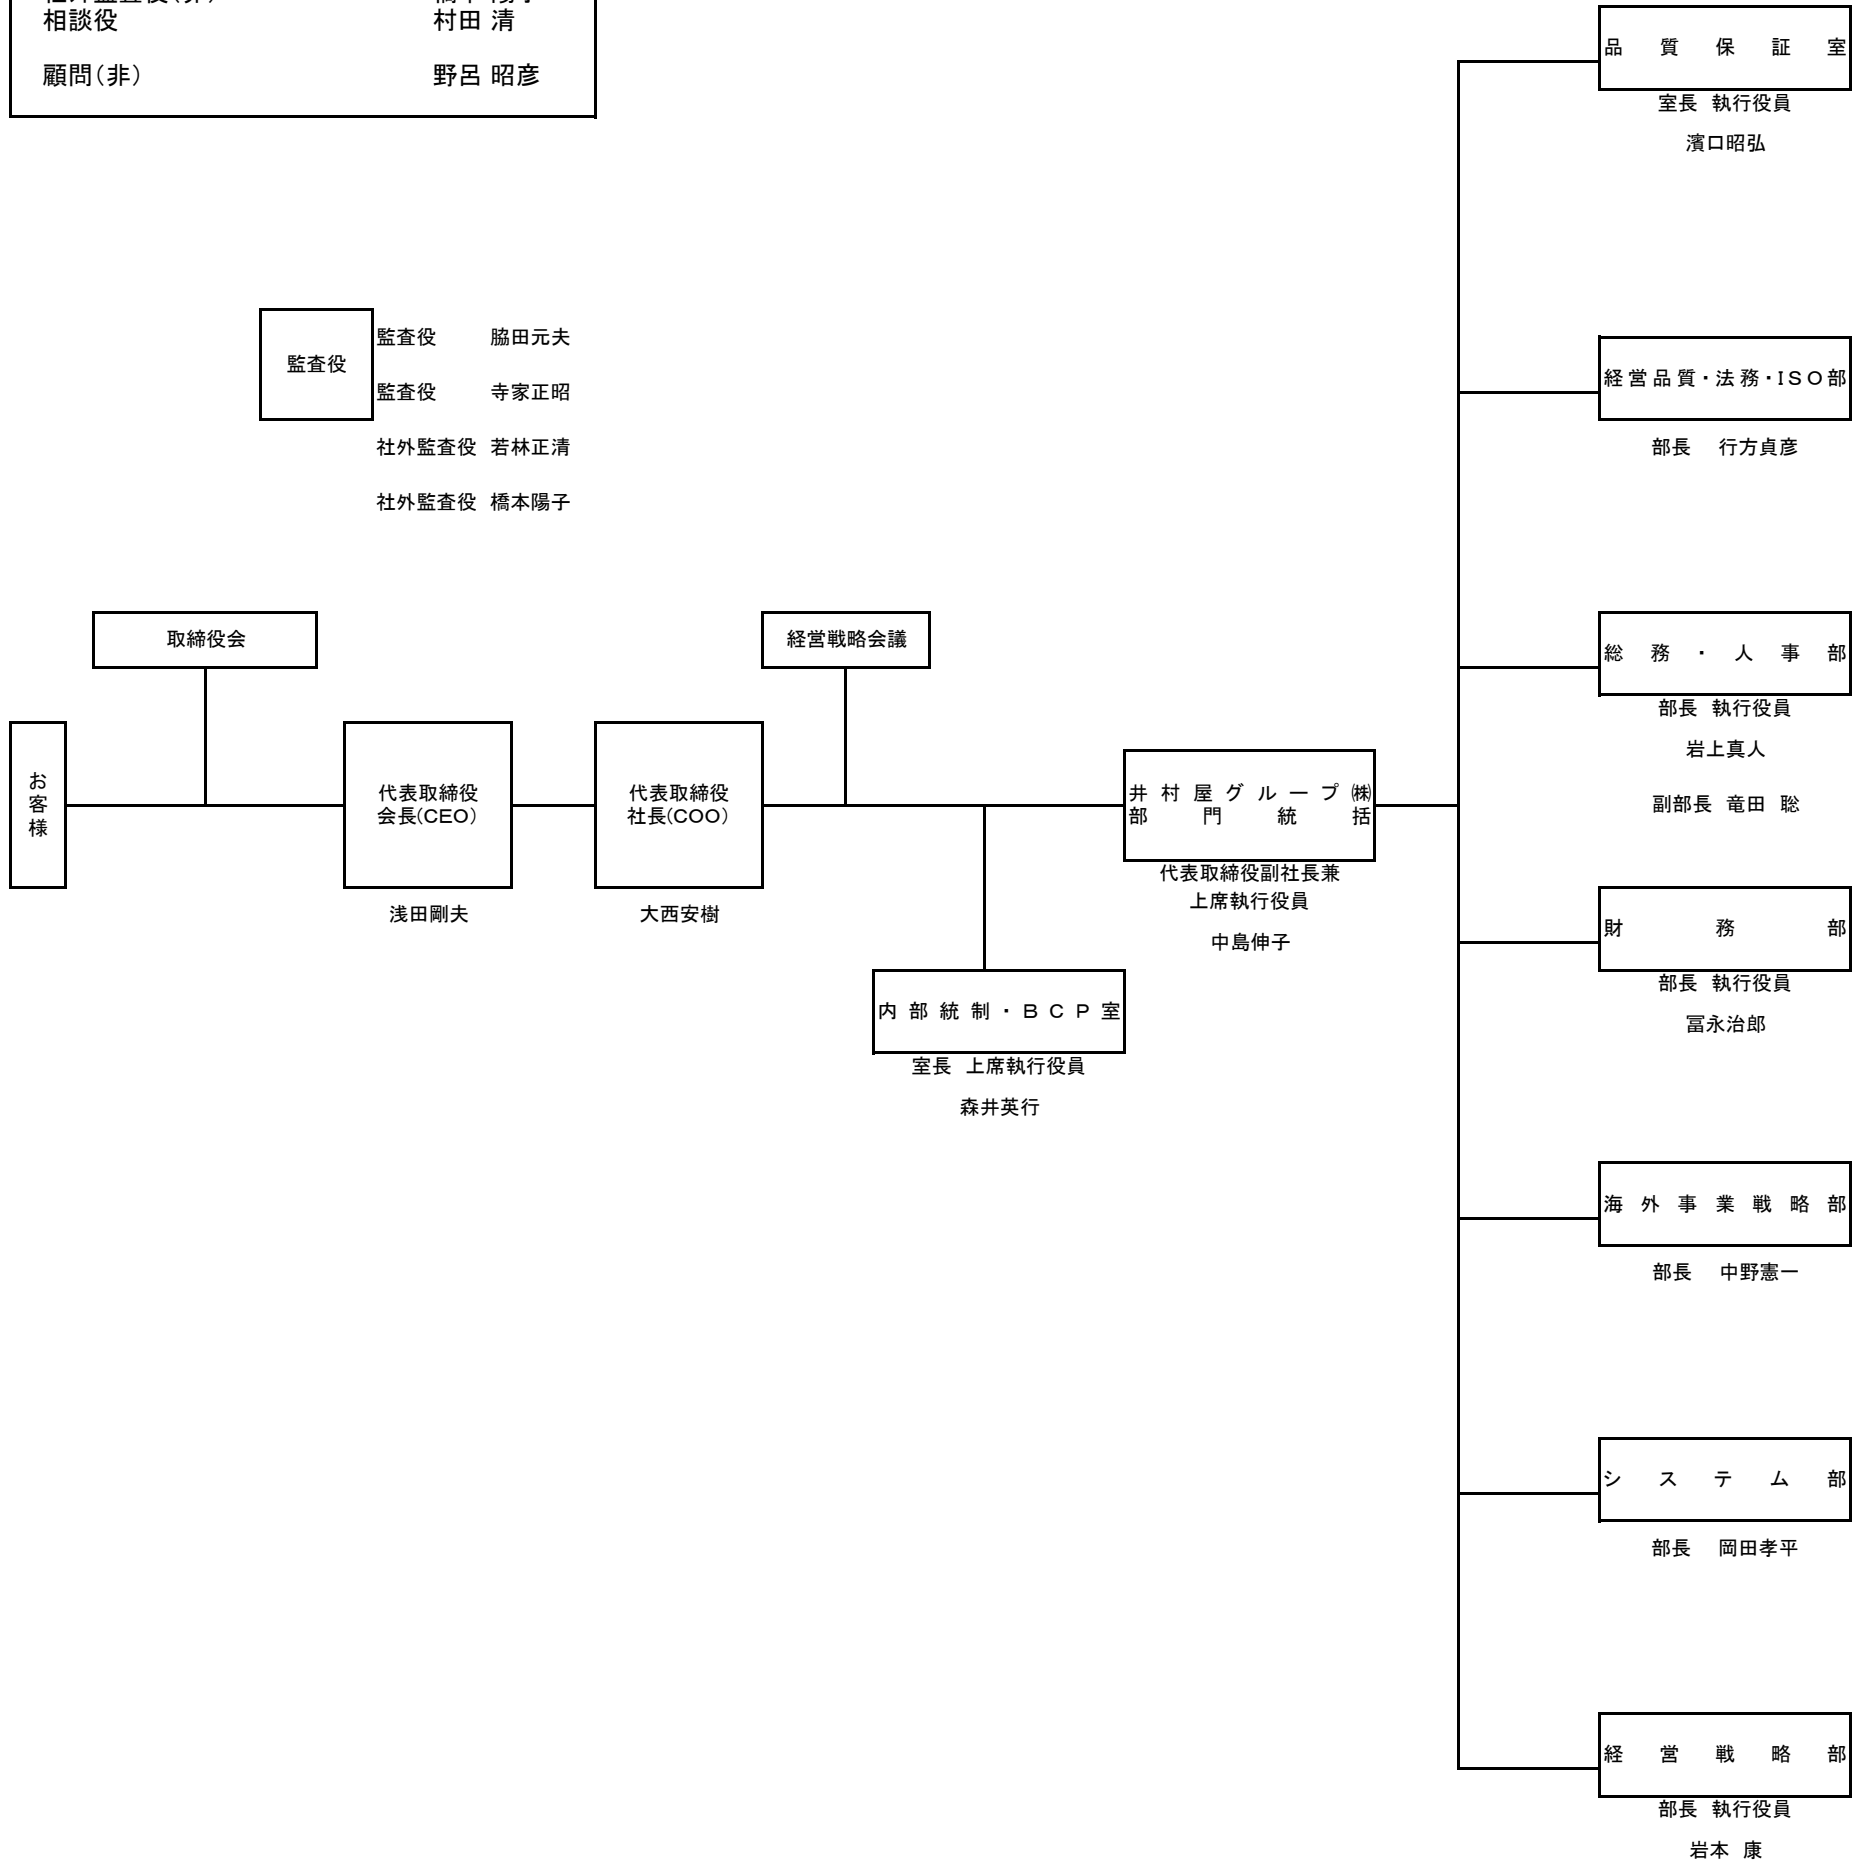 相談役 村田 清
顧問(非) 野呂 昭彦
品質保証室
室長 執行役員
濱口昭弘
監査役
監査役 脇田元夫
監査役 寺家正昭
社外監査役 若林正清
社外監査役 橋本陽子
経営品質・法務・ISO部
部長 行方貞彦
取締役会
経営戦略会議
総務・人事部
部長 執行役員
岩上真人
副部長 竜田 聡
お客様
代表取締役
会長(CEO)
浅田剛夫
代表取締役
社長(COO)
大西安樹
井村屋グループ㈱
部門統括
代表取締役副社長兼
上席執行役員
中島伸子
財務部
部長 執行役員
冨永治郎
内部統制・BCP室
室長 上席執行役員
森井英行
海外事業戦略部
部長 中野憲一
システム部
部長 岡田孝平
経営戦略部
部長 執行役員
岩本 康